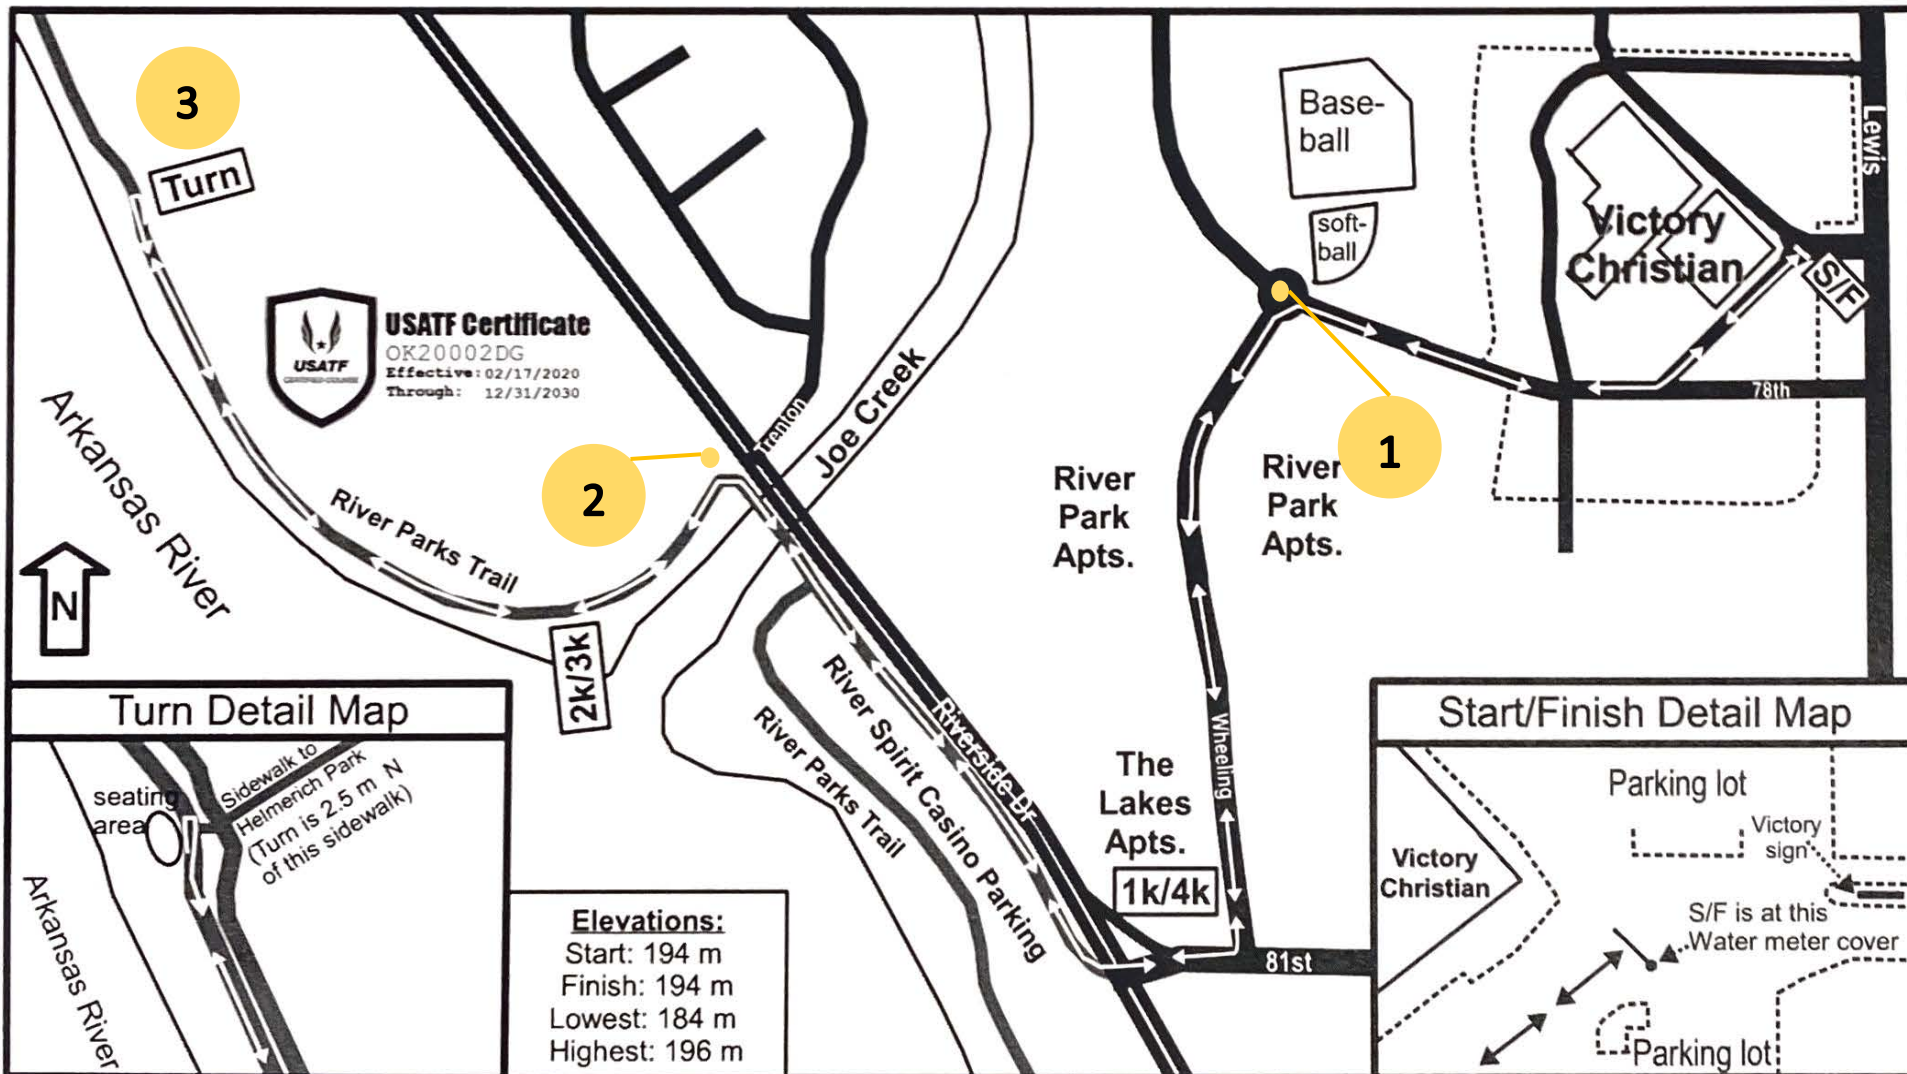 3
Turn
USATF
CERTIFIED COURSE
USATF Certificate
OK20002DG
Effective: 02/17/2020
Through: 12/31/2030
Arkansas River
N
River Parks Trail
2
2k/3k
Trenton
Joe Creek
Riverside Dr
River Spirit Casino Parking
River Parks Trail
Base-
ball
soft-
ball
Victory
Christian
S/F
Lewis
78th
1
River
Park
Apts.
River
Park
Apts.
Wheeling
The
Lakes
Apts.
1k/4k
81st
Turn Detail Map
seating
area
Sidewalk to
Helmerich Park
(Turn is 2.5 m N
of this sidewalk)
Arkansas River
Elevations:
Start: 194 m
Finish: 194 m
Lowest: 184 m
Highest: 196 m
Start/Finish Detail Map
Parking lot
Victory
sign
Victory
Christian
S/F is at this
Water meter cover
Parking lot